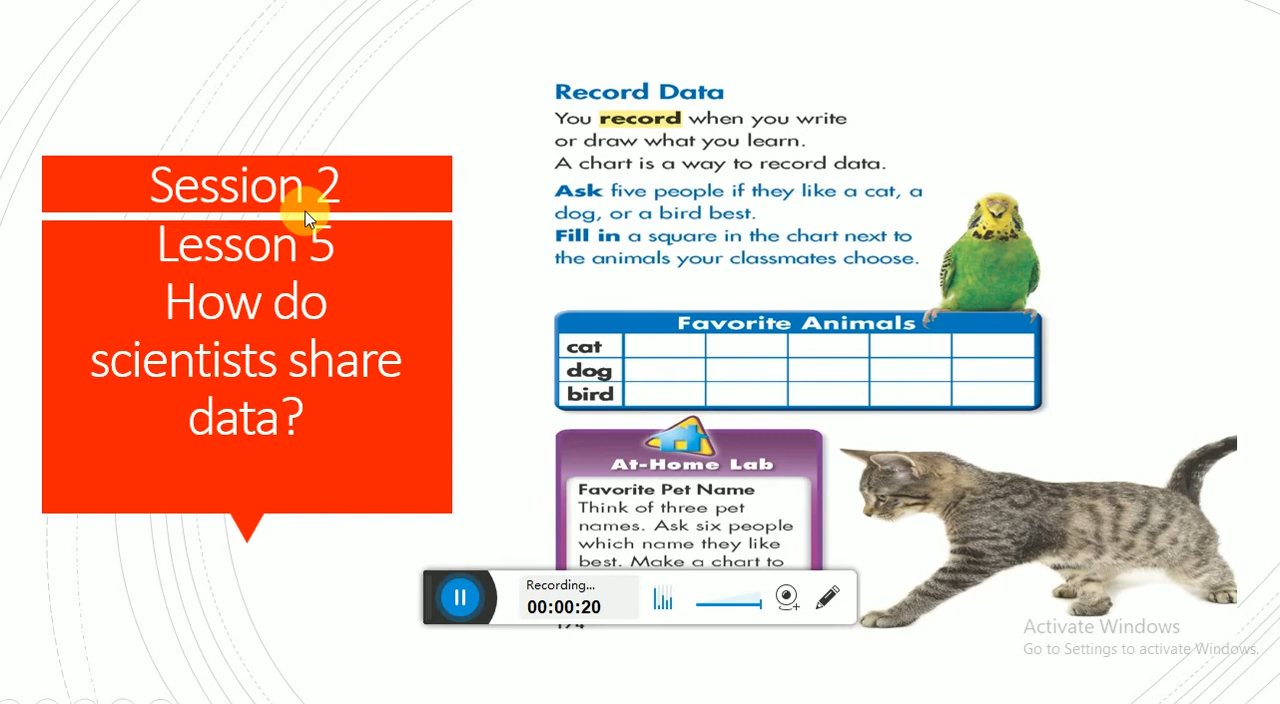 Session 2
Lesson 5
How do
scientists share
data?
Record Data
You record when you write
or draw what you learn.
A chart is a way to record data.
Ask five people if they like a cat, a
dog, or a bird best.
Fill in a square in the chart next to
the animals your classmates choose.
Favorite Animals
cat
dog
bird
At-Home Lab
Favorite Pet Name
Think of three pet
names. Ask six people
which name they like
best. Make a chart to
Recording...
00:00:20
Activate Windows
Go to Settings to activate Windows.